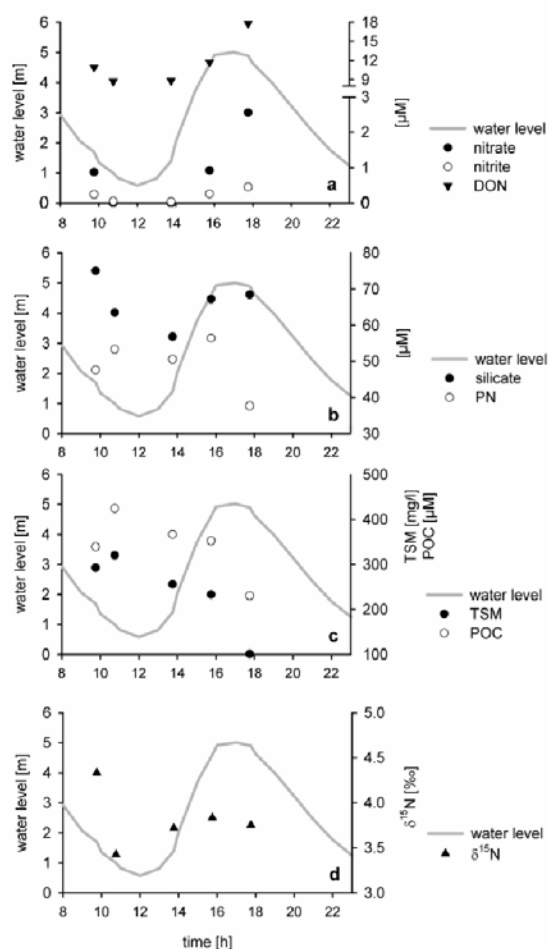 6 18
5 15
4 12
3 9
3
2 2
1 1
0 0
0 0
water level [m]
[µM]
a
8 10 12 14 16 18 20 22
water level
nitrate
nitrite
DON
6 80
5 70
4 60
3
2 50
1 40
0 30
water level [m]
[µM]
b
8 10 12 14 16 18 20 22
water level
silicate
PN
6 500
5 400
4
3 300
2 200
1
0 100
water level [m]
TSM [mg/l]
POC [µM]
c
8 10 12 14 16 18 20 22
water level
TSM
POC
6 5.0
5 4.5
4
3 4.0
2 3.5
1
0 3.0
water level [m]
δ15N [‰]
d
8 10 12 14 16 18 20 22
water level
δ15N
time [h]